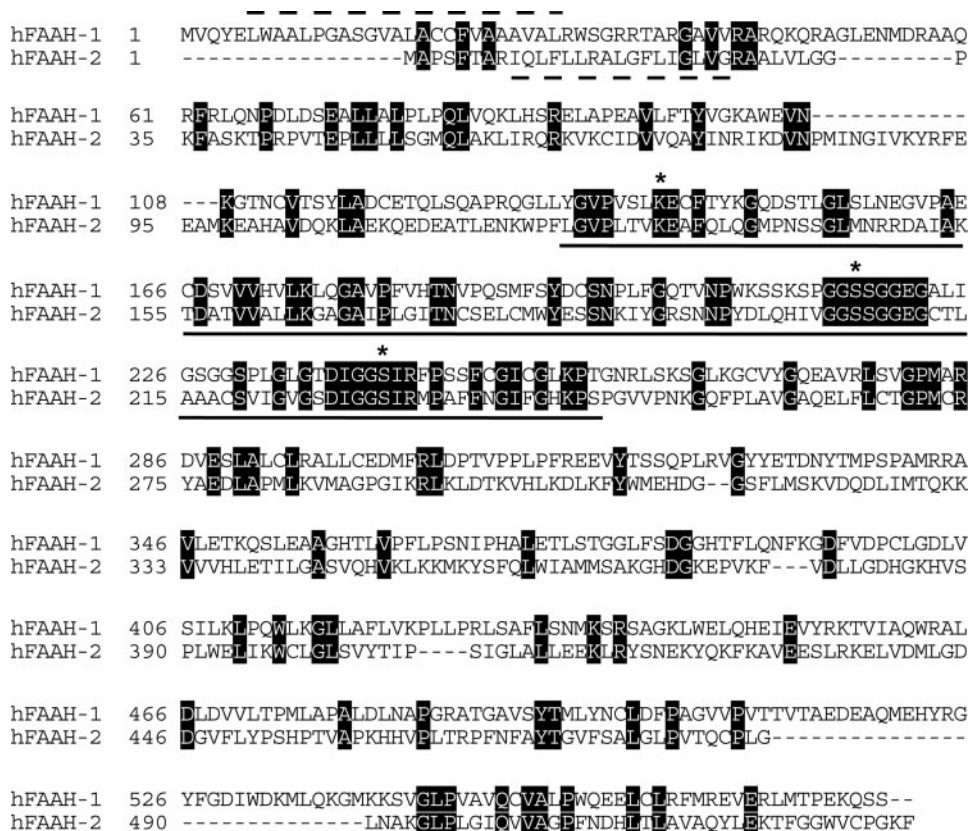 hFAAH-1 1 MVQYELWAALPGASGVALACCFVAAAVALRWSGRRTARGAVVRARQKQRAGLENMDRAAQ
hFAAH-2 1 -----------------MAPSFTARIQLFLLRALGFLIGLVGRAALVLGG---------P
hFAAH-1 61 RFRLQNPDLDSEALLALPLPQLVQKLHSRELAPEAVLFTYVGKAWEVN------------
hFAAH-2 35 KFASKTPRPVTEPLLLLSGMQLAKLIRQRKVKCIDVVQAYINRIKDVNPMINGIVKYRFE
*
hFAAH-1 108 ---KGTNCVTSYLADCETQLSQAPRQGLLYGVPVSLKECFTYKGQDSTLGLSLNEGVPAE
hFAAH-2 95 EAMKEAHAVDQKLAEKQEDEATLENKWPFLGVPLTVKEAFQLQGMPNSSGLMNRRDAIAK
*
hFAAH-1 166 CDSVVVHVLKLQGAVPFVHTNVPQSMFSYDCSNPLFGQTVNPWKSSKSPGGSSGGEGALI
hFAAH-2 155 TDATVVALLKGAGAIPLGITNCSELCMWYESSNKIYGRSNNPYDLQHIVGGSSGGEGCTL
*
hFAAH-1 226 GSGGSPLGLGTDIGGSIRFPSSFCGICGLKPTGNRLSKSGLKGCVYGQEAVRLSVGPMAR
hFAAH-2 215 AAACSVIGVGSDIGGSIRMPAFFNGIFGHKPSPGVVPNKGQFPLAVGAQELFLCTGPMCR
hFAAH-1 286 DVESLALCLRALLCEDMFRLDPTVPPLPFREEVYTSSQPLRVGYYETDNYTMPSPAMRRA
hFAAH-2 275 YAEDLAPMLKVMAGPGIKRLKLDTKVHLKDLKFYWMEHDG--GSFLMSKVDQDLIMTQKK
hFAAH-1 346 VLETKQSLEAAGHTLVPFLPSNIPHALETLSTGGLFSDGGHTFLQNFKGDFVDPCLGDLV
hFAAH-2 333 VVVHLETILGASVQHVKLKKMKYSFQLWIAMMSAKGHDGKEPVKF---VDLLGDHGKHVS
hFAAH-1 406 SILKLPQWLKGLLAFLVKPLLPRLSAFLSNMKSRSAGKLWELQHEIEVYRKTVIAQWRAL
hFAAH-2 390 PLWELIKWCLGLSVYTIP----SIGLALLEEKLRYSNEKYQKFKAVEESLRKELVDMLGD
hFAAH-1 466 DLDVVLTPMLAPALDLNAPGRATGAVSYTMLYNCLDFPAGVVPVTTVTAEDEAQMEHYRG
hFAAH-2 446 DGVFLYPSHPTVAPKHHVPLTRPFNFAYTGVFSALGLPVTQCPLG---------------
hFAAH-1 526 YFGDIWDKMLQKGMKKSVGLPVAVQCVALPWQEELCLRFMREVERLMTPEKQSS--
hFAAH-2 490 --------------LNAKGLPLGIQVVAGPFNDHLTLAVAQYLEKTFGGWVCPGKF